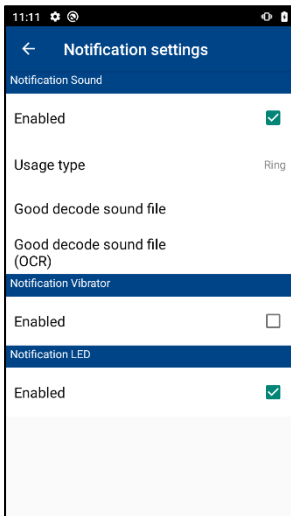 11:11
Notification settings
Notification Sound
Enabled
Usage type Ring
Good decode sound file
Good decode sound file
(OCR)
Notification Vibrator
Enabled
Notification LED
Enabled